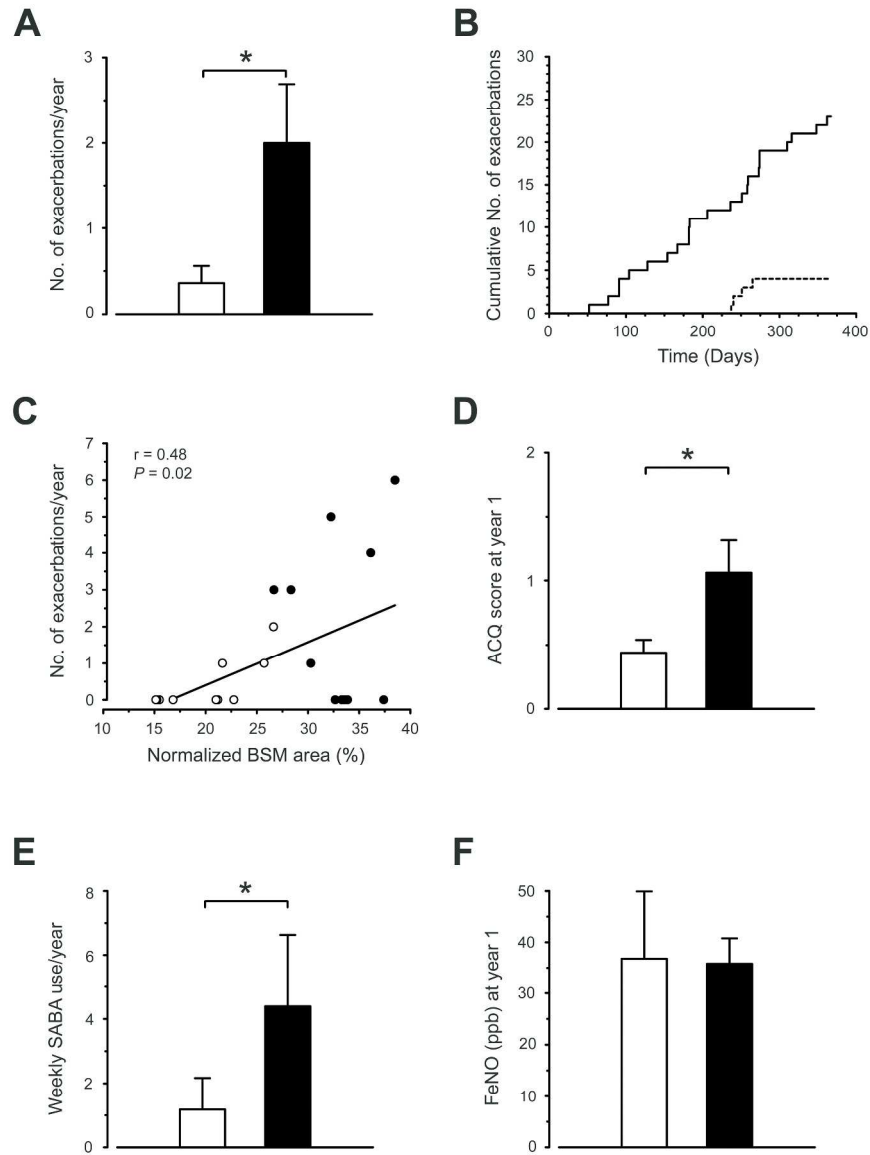 A
No. of exacerbations/year
3
2
1
0
*
B
Cumulative No. of exacerbations
30
25
20
15
10
5
0
0 100 200 300 400
Time (Days)
C
No. of exacerbations/year
7
6
5
4
3
2
1
0
r = 0.48
P = 0.02
10 15 20 25 30 35 40
Normalized BSM area (%)
D
ACQ score at year 1
2
1
0
*
E
Weekly SABA use/year
8
6
4
2
0
*
F
FeNO (ppb) at year 1
50
40
30
20
10
0